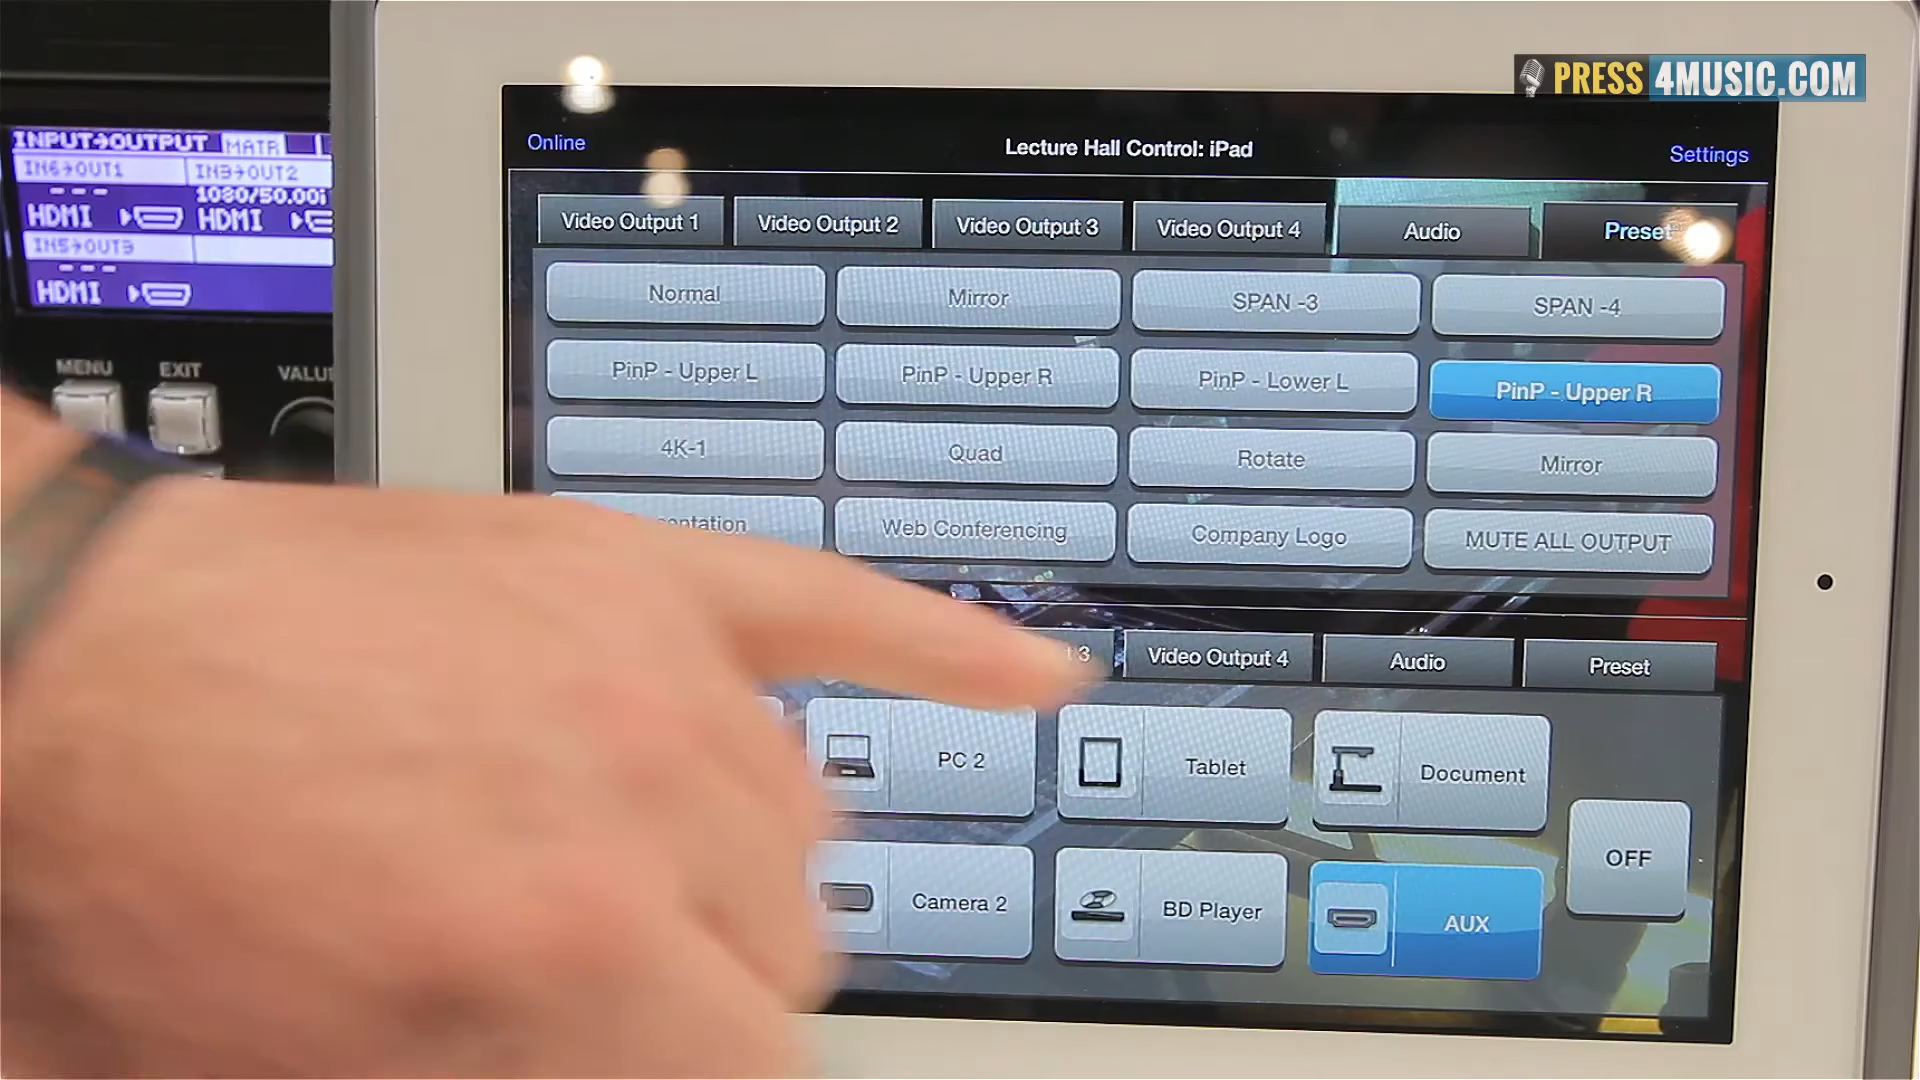 PRESS 4MUSIC.COM
INPUT→OUTPUT MATR
IN6→OUT1 IN3→OUT2
--- 1080/50.00i
HDMI HDMI
IN5→OUT3
---
HDMI
MENU EXIT VALU
Online Lecture Hall Control: iPad Settings
Video Output 1 Video Output 2 Video Output 3 Video Output 4 Audio Preset
Normal Mirror SPAN -3 SPAN -4
PinP - Upper L PinP - Upper R PinP - Lower L PinP - Upper R
4K-1 Quad Rotate Mirror
ntation Web Conferencing Company Logo MUTE ALL OUTPUT
t 3 Video Output 4 Audio Preset
PC 2 Tablet Document
OFF
Camera 2 BD Player AUX